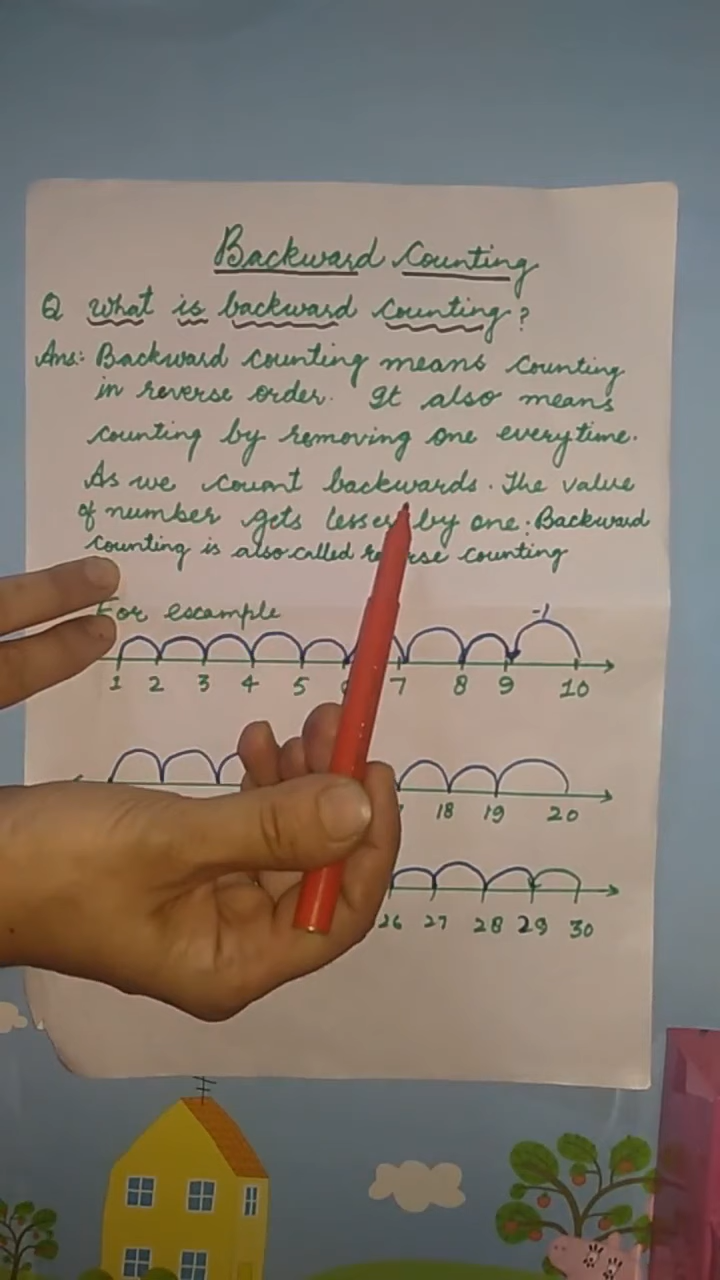 Backward Counting
Q What is backward counting?
Ans: Backward counting means counting
in reverse order. It also means
counting by removing one everytime.
As we count backwards. The value
of number gets lesser by one. Backward
counting is also called reverse counting
For example
-1
1 2 3 4 5 6 7 8 9 10
18 19 20
26 27 28 29 30